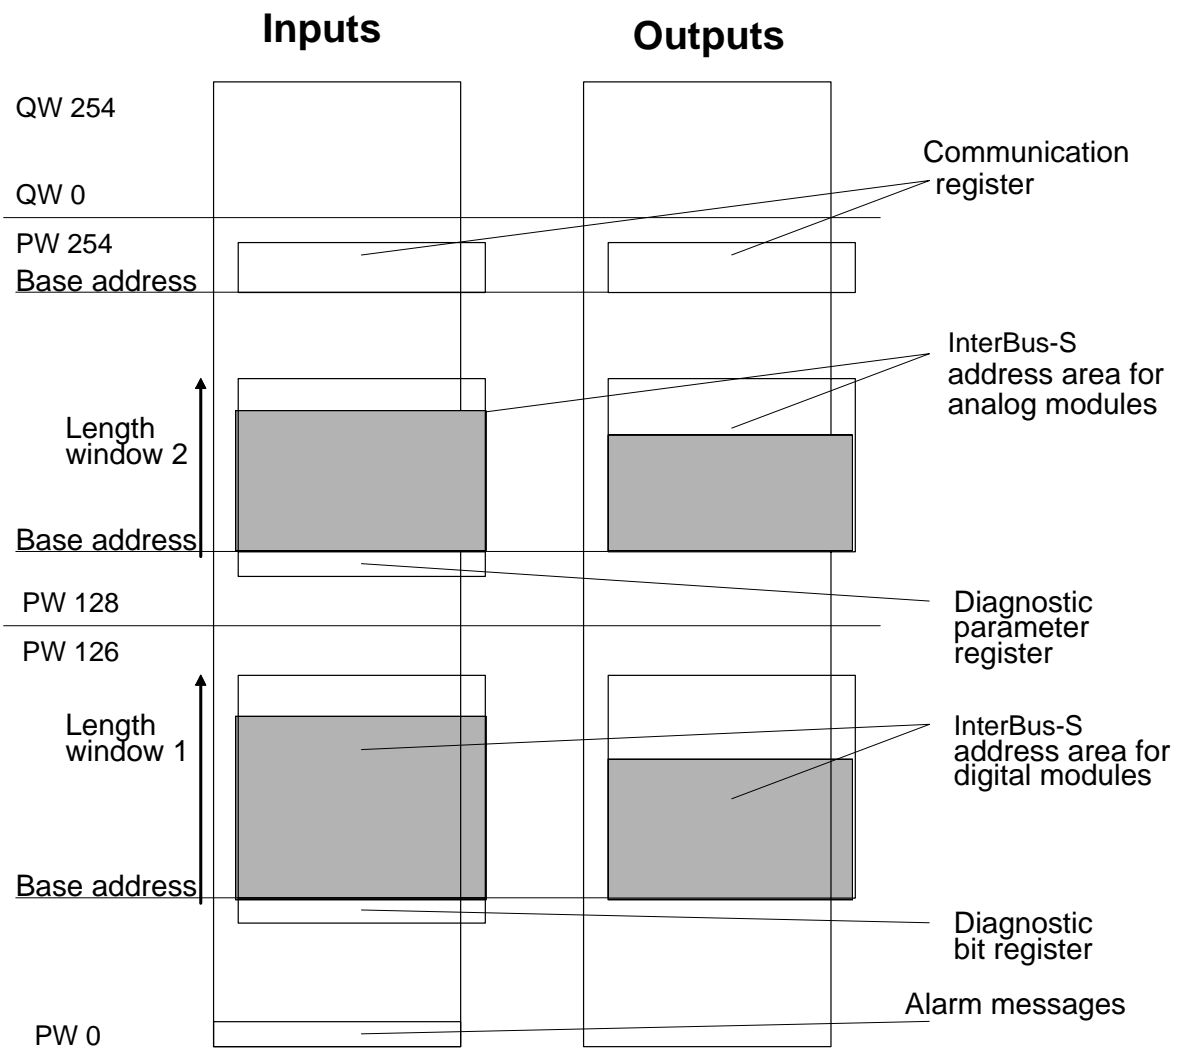 Inputs
Outputs
QW 254
Communication
register
QW 0
PW 254
Base address
InterBus-S
address area for
analog modules
Length
window 2
Base address
PW 128
Diagnostic
parameter
register
PW 126
Length
window 1
InterBus-S
address area for
digital modules
Base address
Diagnostic
bit register
Alarm messages
PW 0